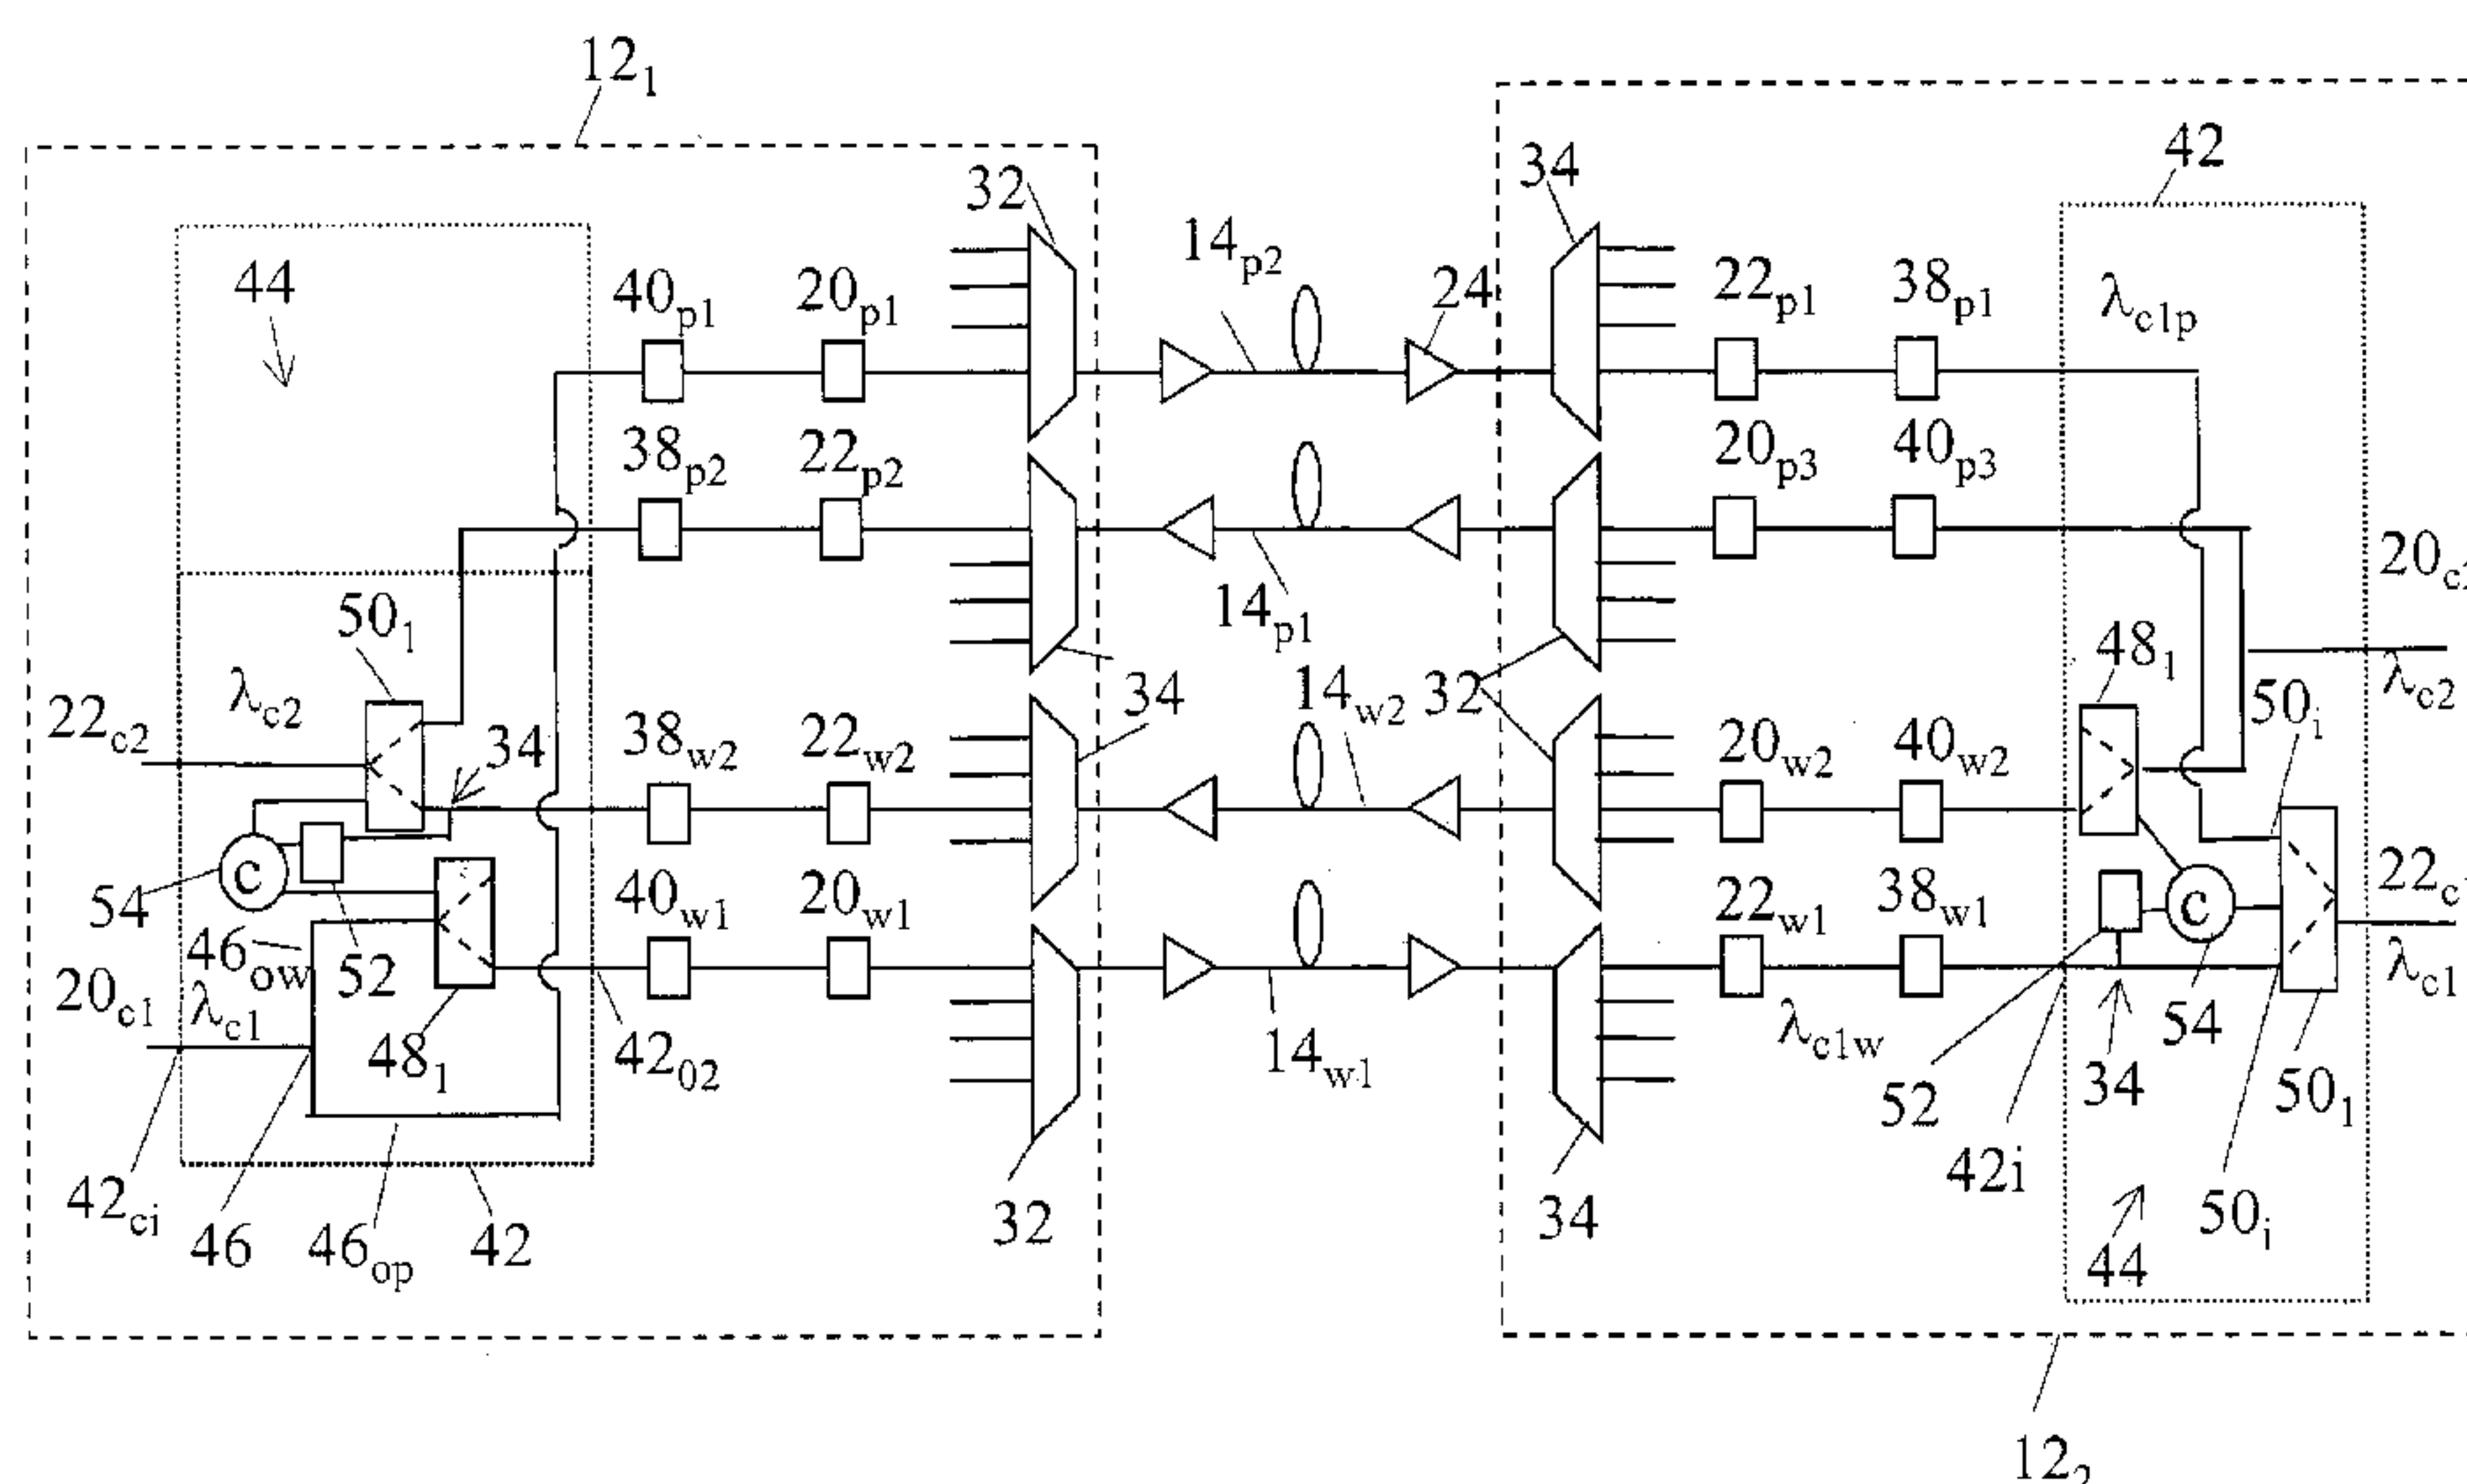 12₁
42
32
34
14ₚ₂
44
40ₚ₁
20ₚ₁
24
22ₚ₁
38ₚ₁
λc1p
38ₚ₂
22ₚ₂
20ₚ₃
40ₚ₃
20c
50₁
14ₚ₁
48₁
λc2
22c2
λc2
34
38w2
22w2
34
14w2
32
20w2
40w2
50ᵢ
54
46ow
52
40w1
20w1
22w1
38w1
22c
20c1
λc1
λc1
48₁
42₀₂
14w1
λc1w
52
34
54
50₁
42ci
46
46op
42
32
34
42i
44
50ᵢ
12₂